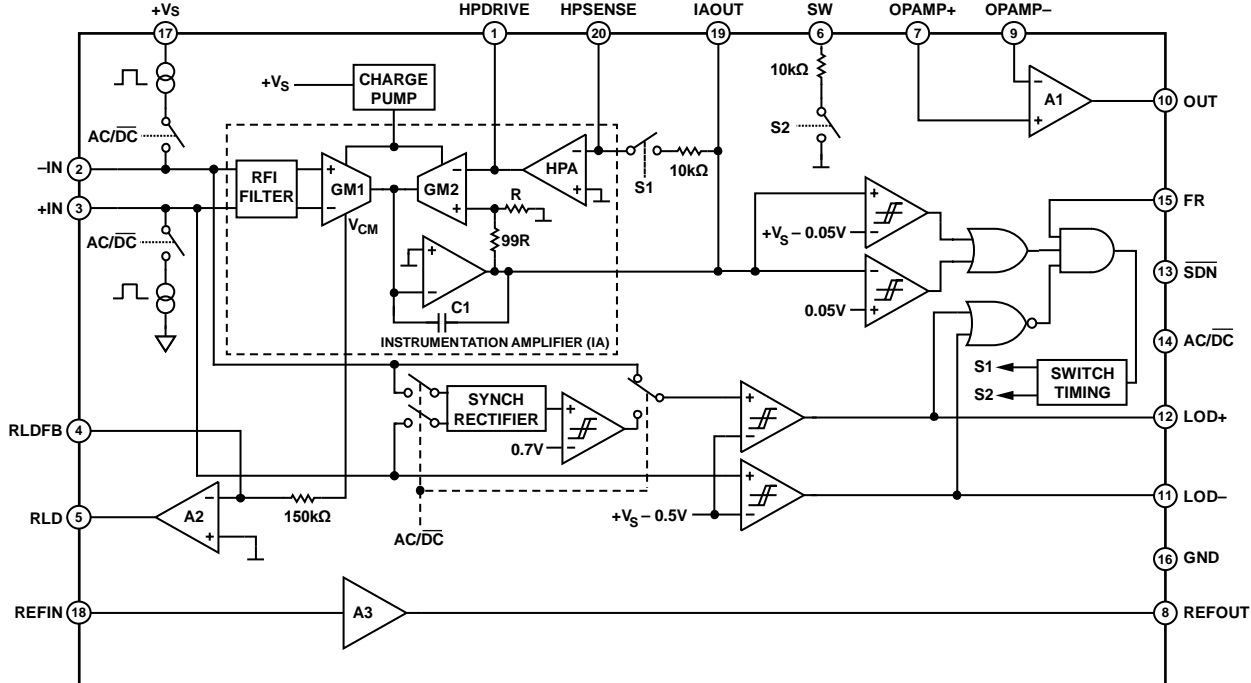 +VS
HPDRIVE
HPSENSE
IAOUT
SW
OPAMP+
OPAMP–
17
1
20
19
6
7
9
10kΩ
+VS
CHARGE
PUMP
A1
–
+
10
OUT
AC/DC
S2
–IN
2
RFI
FILTER
+
–
GM1
GM2
–
+
HPA
–
+
S1
10kΩ
+IN
3
VCM
R
99R
15
FR
AC/DC
+VS – 0.05V
+
–
+
–
C1
–
+
0.05V
13
SDN
INSTRUMENTATION AMPLIFIER (IA)
14
AC/DC
S1
S2
SWITCH
TIMING
SYNCH
RECTIFIER
+
–
0.7V
+
–
12
LOD+
RLDFB
4
+
–
11
LOD–
RLD
5
A2
–
+
150kΩ
+VS – 0.5V
AC/DC
16
GND
REFIN
18
A3
8
REFOUT